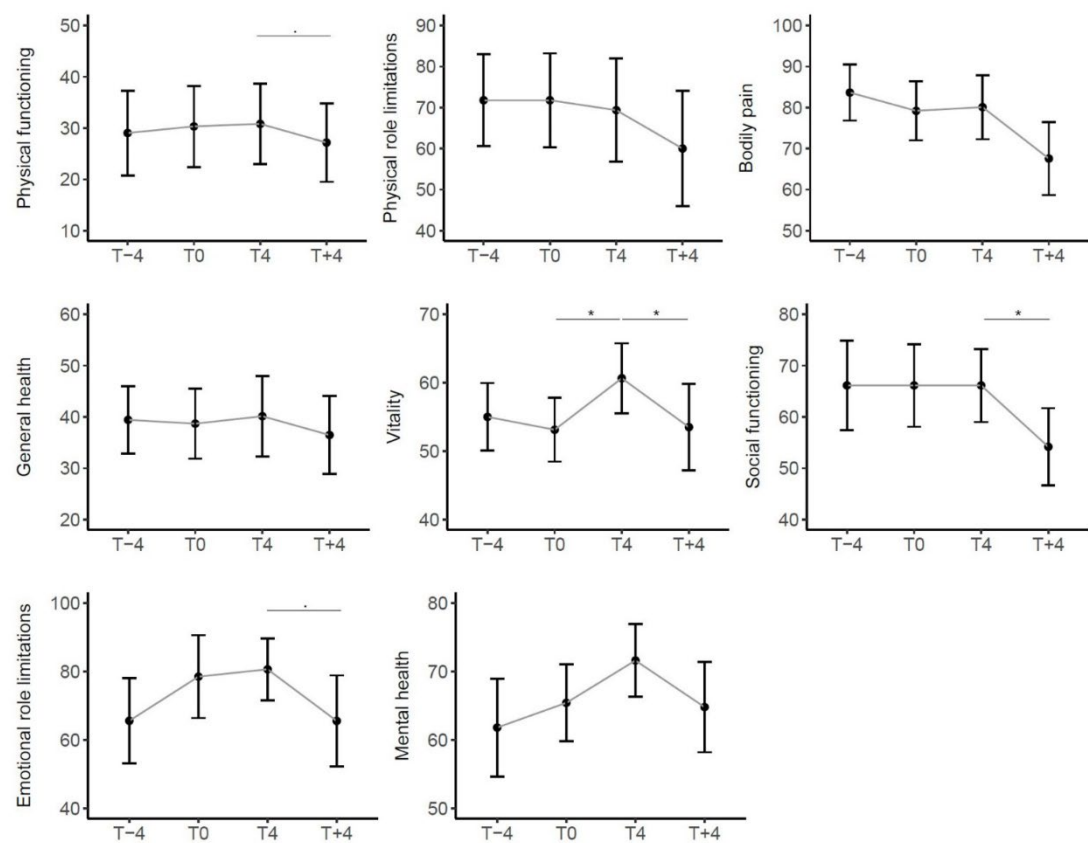 Physical functioning
50
40
30
20
10
.
T−4 T0 T4 T+4
Physical role limitations
90
80
70
60
50
40
T−4 T0 T4 T+4
Bodily pain
100
90
80
70
60
50
T−4 T0 T4 T+4
General health
60
50
40
30
20
T−4 T0 T4 T+4
Vitality
70
60
50
40
* *
T−4 T0 T4 T+4
Social functioning
80
70
60
50
40
*
T−4 T0 T4 T+4
Emotional role limitations
100
80
60
40
.
T−4 T0 T4 T+4
Mental health
80
70
60
50
T−4 T0 T4 T+4